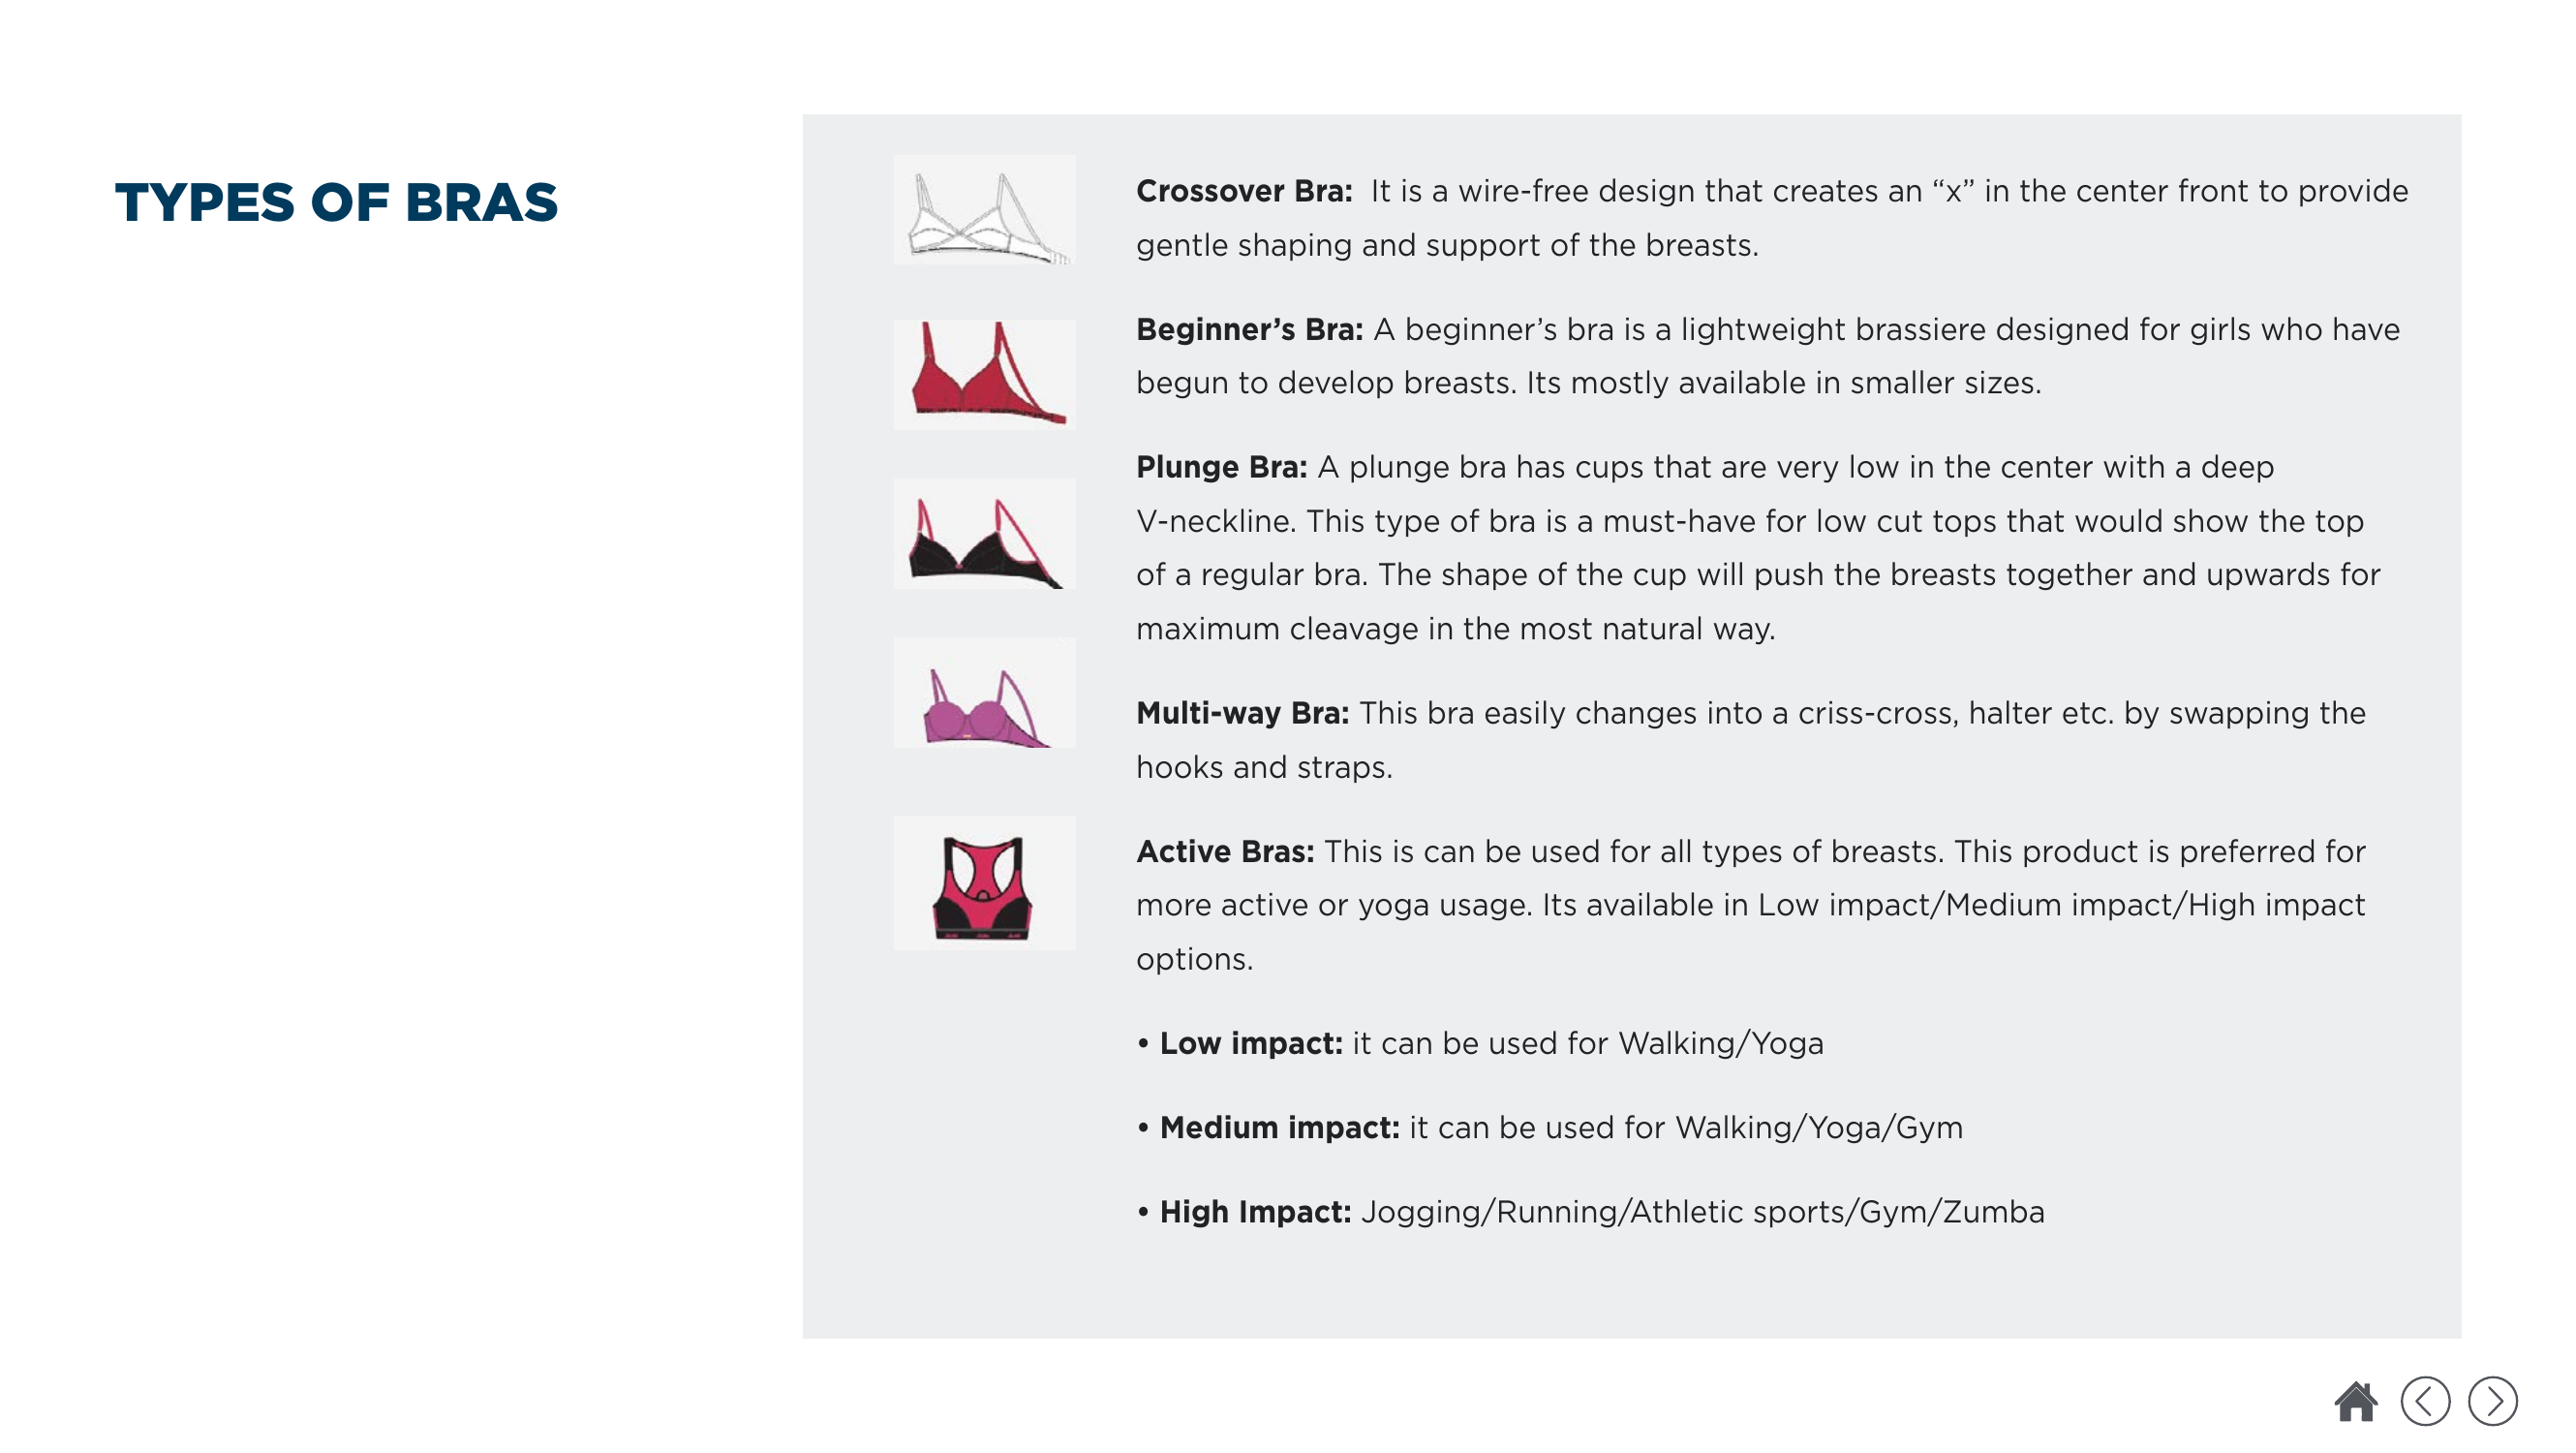 TYPES OF BRAS
Crossover Bra: It is a wire-free design that creates an “x” in the center front to provide
gentle shaping and support of the breasts.
Beginner’s Bra: A beginner’s bra is a lightweight brassiere designed for girls who have
begun to develop breasts. Its mostly available in smaller sizes.
Plunge Bra: A plunge bra has cups that are very low in the center with a deep
V-neckline. This type of bra is a must-have for low cut tops that would show the top
of a regular bra. The shape of the cup will push the breasts together and upwards for
maximum cleavage in the most natural way.
Multi-way Bra: This bra easily changes into a criss-cross, halter etc. by swapping the
hooks and straps.
Active Bras: This is can be used for all types of breasts. This product is preferred for
more active or yoga usage. Its available in Low impact/Medium impact/High impact
options.
• Low impact: it can be used for Walking/Yoga
• Medium impact: it can be used for Walking/Yoga/Gym
• High Impact: Jogging/Running/Athletic sports/Gym/Zumba